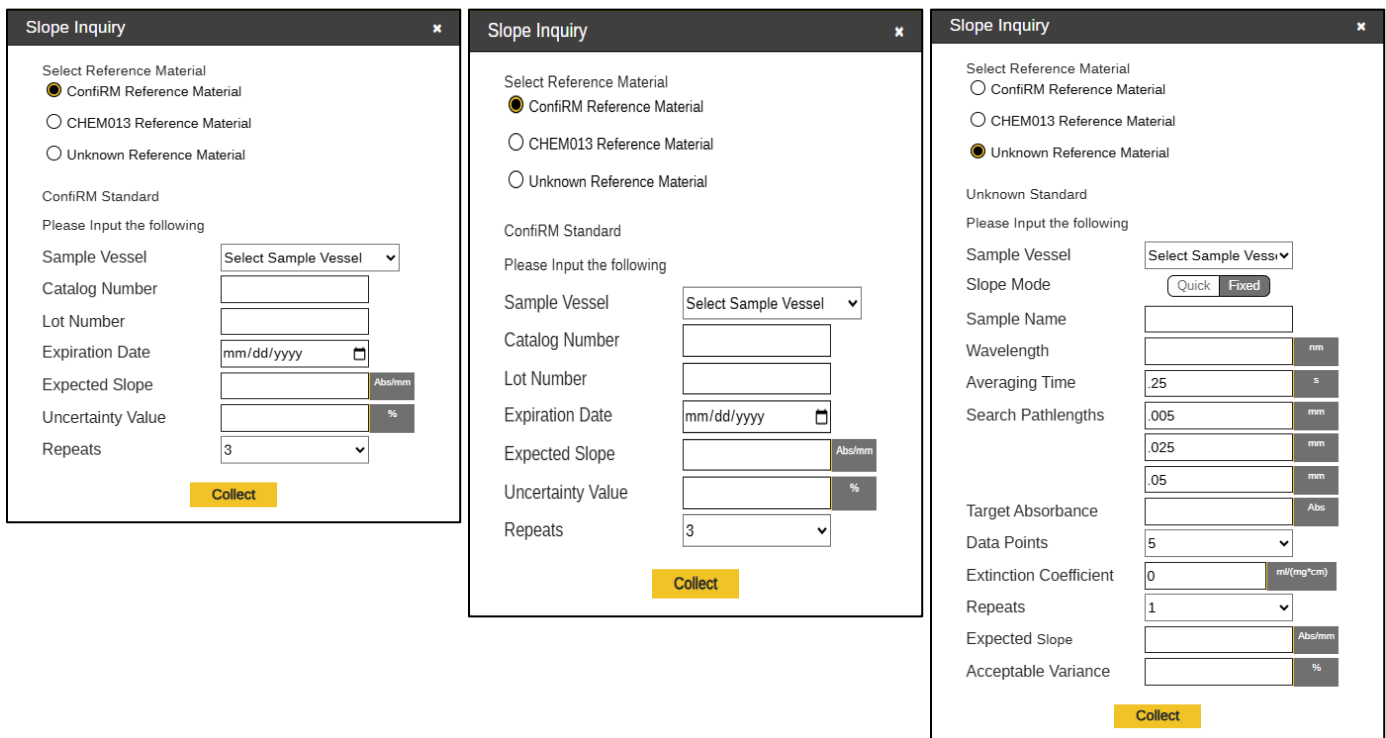 Slope Inquiry ×
Select Reference Material
ConfiRM Reference Material
CHEM013 Reference Material
Unknown Reference Material
ConfiRM Standard
Please Input the following
Sample Vessel Select Sample Vessel
Catalog Number
Lot Number
Expiration Date mm/dd/yyyy
Expected Slope Abs/mm
Uncertainty Value %
Repeats 3
Collect
Slope Inquiry ×
Select Reference Material
ConfiRM Reference Material
CHEM013 Reference Material
Unknown Reference Material
ConfiRM Standard
Please Input the following
Sample Vessel Select Sample Vessel
Catalog Number
Lot Number
Expiration Date mm/dd/yyyy
Expected Slope Abs/mm
Uncertainty Value %
Repeats 3
Collect
Slope Inquiry ×
Select Reference Material
ConfiRM Reference Material
CHEM013 Reference Material
Unknown Reference Material
Unknown Standard
Please Input the following
Sample Vessel Select Sample Vess
Slope Mode Quick Fixed
Sample Name
Wavelength nm
Averaging Time .25 s
Search Pathlengths .005 mm
.025 mm
.05 mm
Target Absorbance Abs
Data Points 5
Extinction Coefficient 0 ml/(mg*cm)
Repeats 1
Expected Slope Abs/mm
Acceptable Variance %
Collect